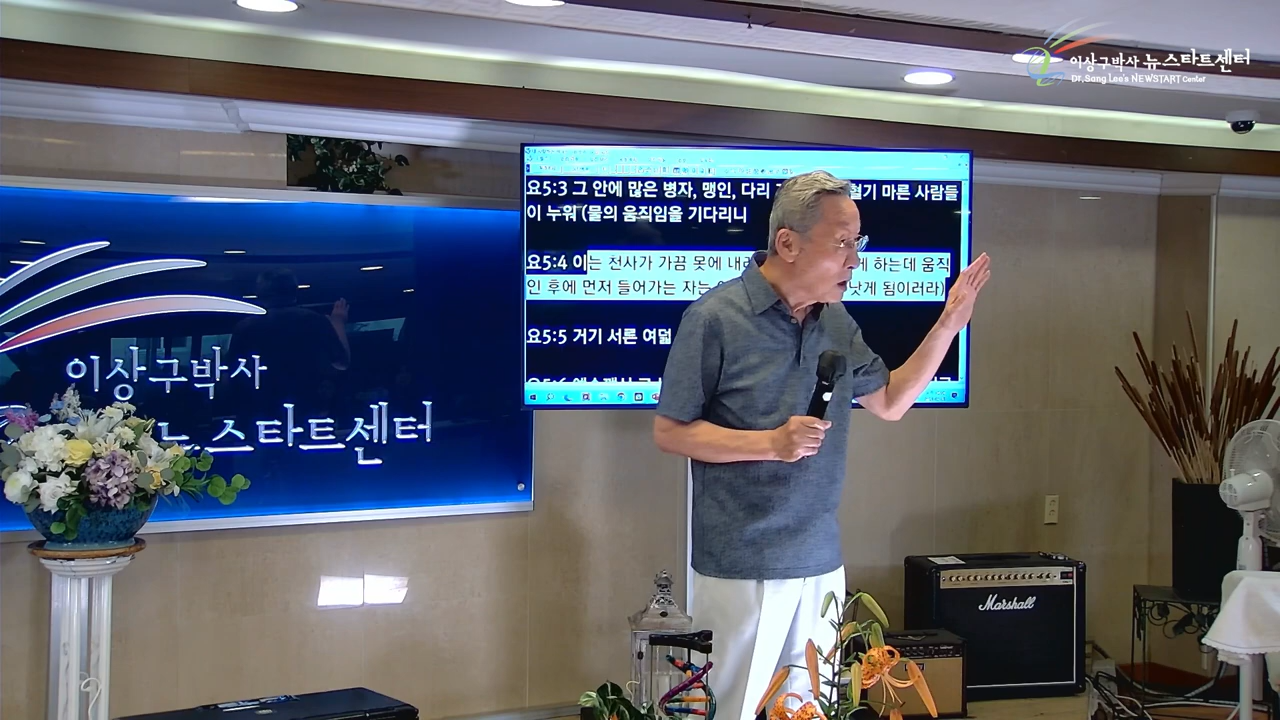 이상구박사 뉴스타트센터
Dr. Sang Lee's NEWSTART Center
요5:3 그 안에 많은 병자, 맹인, 다리 혈기 마른 사람들
이 누워 (물의 움직임을 기다리니
요5:4 이는 천사가 가끔 못에 내려 하는데 움직
인 후에 먼저 들어가는 자는 낫게 됨이러라)
요5:5 거기 서른 여덟
이상구박사
뉴스타트센터
Marshall